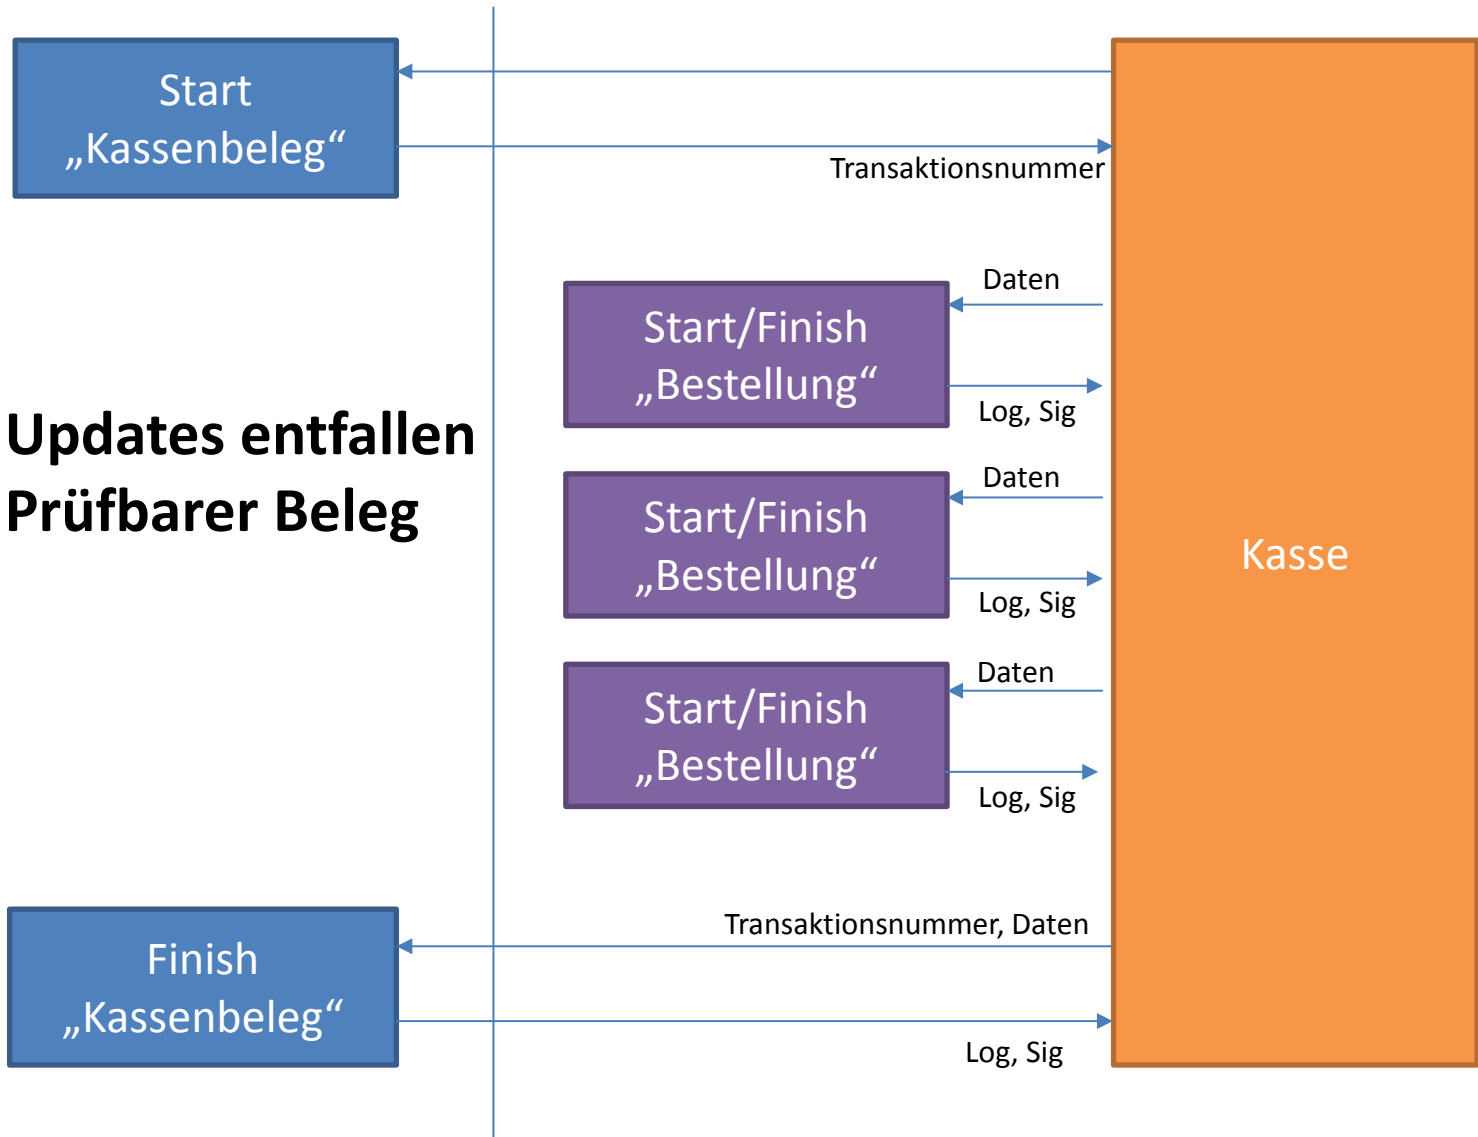 Start
„Kassenbeleg“
Transaktionsnummer
Daten
Start/Finish
„Bestellung“
Log, Sig
Updates entfallen
Prüfbarer Beleg
Daten
Start/Finish
„Bestellung“
Log, Sig
Kasse
Daten
Start/Finish
„Bestellung“
Log, Sig
Transaktionsnummer, Daten
Finish
„Kassenbeleg“
Log, Sig